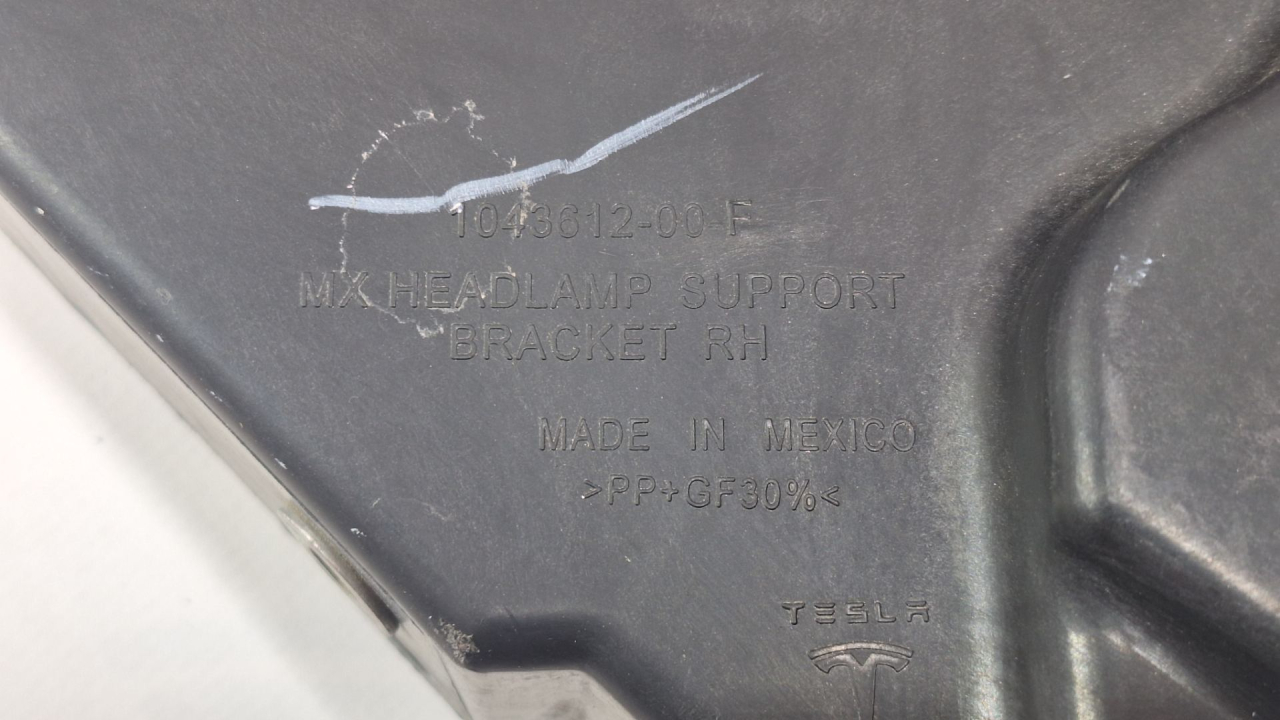 1043612-00-F
MX HEADLAMP SUPPORT
BRACKET RH
MADE IN MEXICO
>PP+GF30%<
TESLA